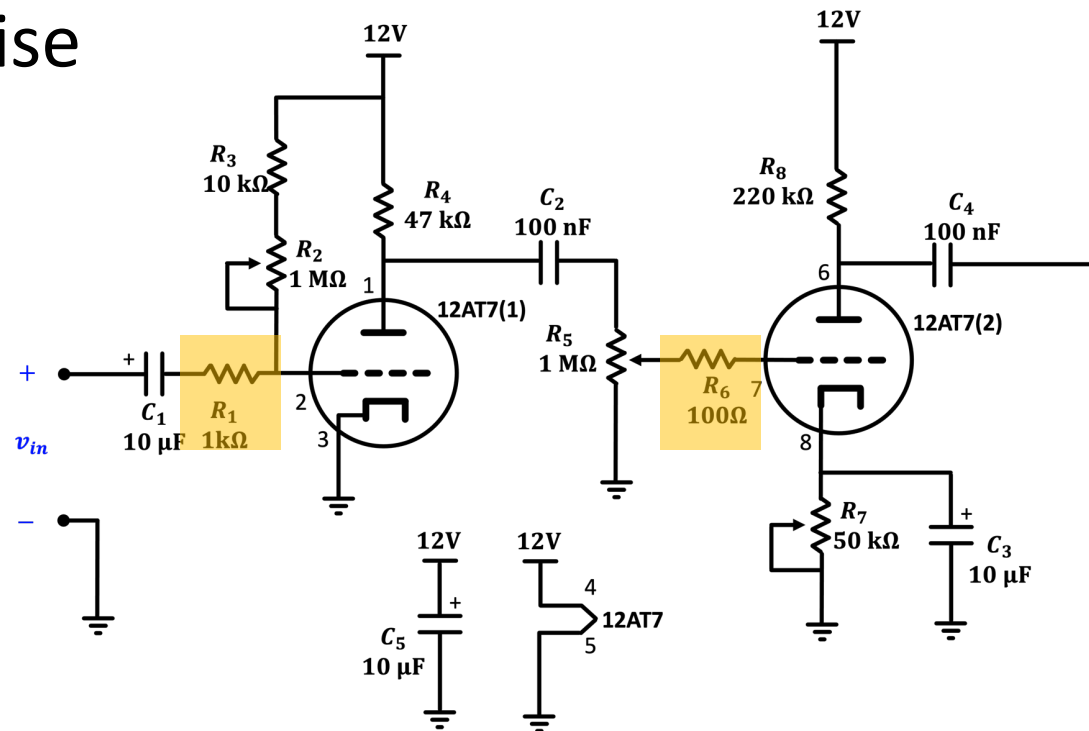 ise
12V
12V
R3
10 kΩ
R4
47 kΩ
C2
100 nF
R8
220 kΩ
C4
100 nF
R2
1 MΩ
1
12AT7(1)
6
12AT7(2)
R5
1 MΩ
+
+
C1
10 µF
R1
1kΩ
2
3
R6
100Ω
7
8
vin
−
R7
50 kΩ
+
C3
10 µF
12V
12V
+
C5
10 µF
4
12AT7
5